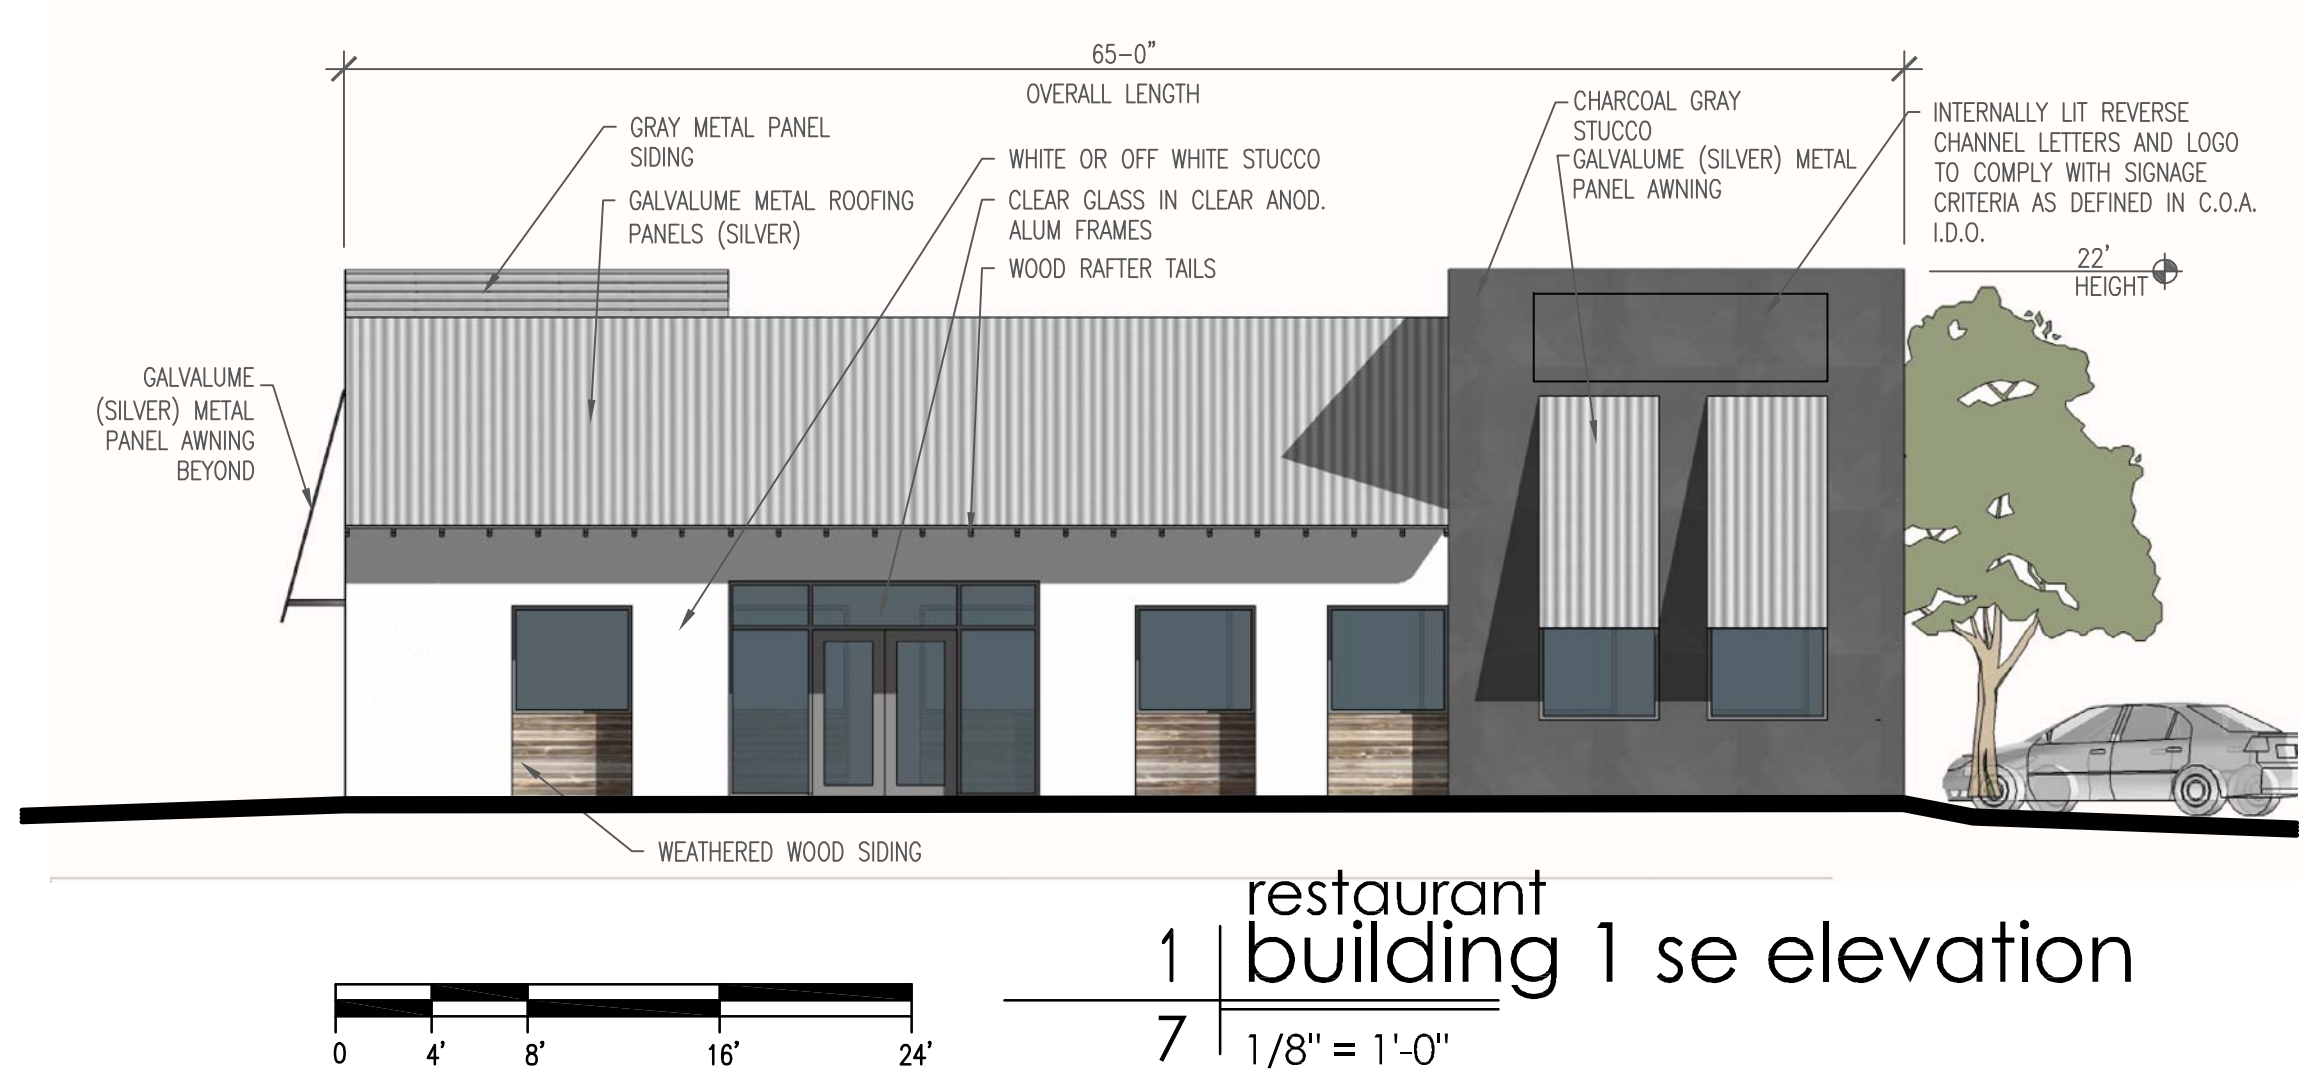 65-0"
OVERALL LENGTH
GRAY METAL PANEL
SIDING
GALVALUME METAL ROOFING
PANELS (SILVER)
WHITE OR OFF WHITE STUCCO
CLEAR GLASS IN CLEAR ANOD.
ALUM FRAMES
WOOD RAFTER TAILS
CHARCOAL GRAY
STUCCO
GALVALUME (SILVER) METAL
PANEL AWNING
INTERNALLY LIT REVERSE
CHANNEL LETTERS AND LOGO
TO COMPLY WITH SIGNAGE
CRITERIA AS DEFINED IN C.O.A.
I.D.O.
22'
HEIGHT
GALVALUME
(SILVER) METAL
PANEL AWNING
BEYOND
WEATHERED WOOD SIDING
restaurant
1 building 1 se elevation
7 1/8" = 1'-0"
0 4' 8' 16' 24'